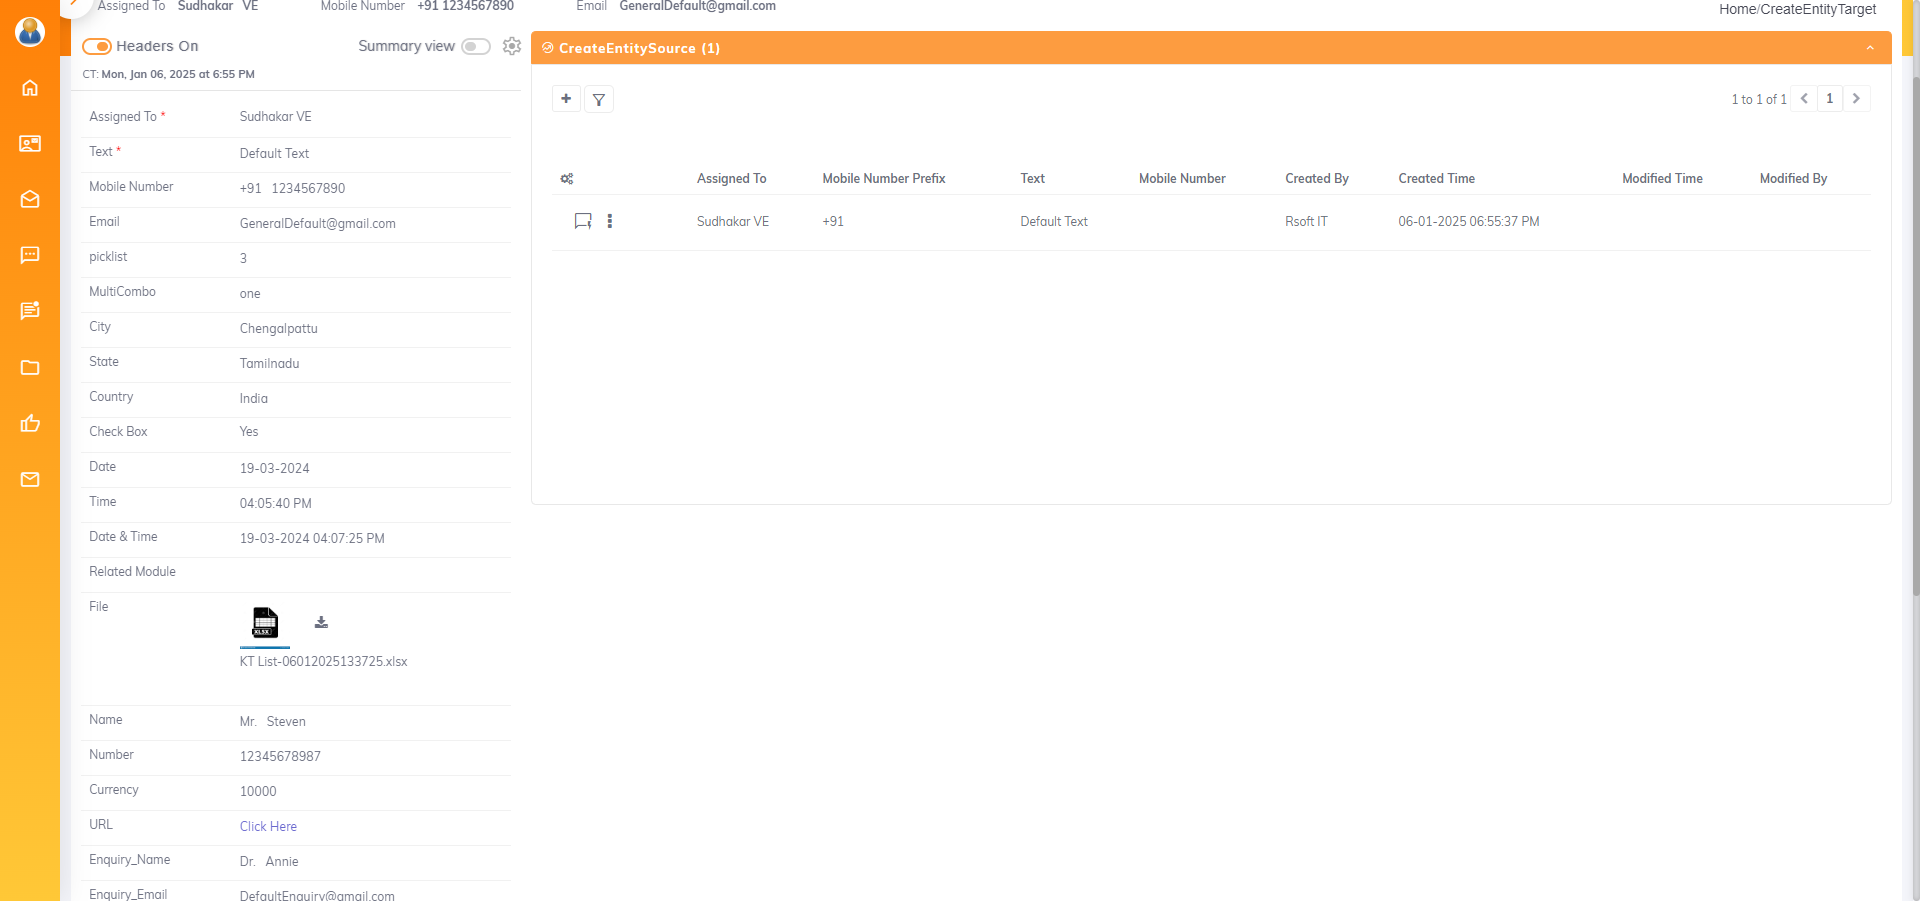 Assigned To Sudhakar VE Mobile Number +91 1234567890 Email GeneralDefault@gmail.com
Home/CreateEntityTarget
Headers On Summary view
CT: Mon, Jan 06, 2025 at 6:55 PM
Assigned To * Sudhakar VE
Text * Default Text
Mobile Number +91 1234567890
Email GeneralDefault@gmail.com
picklist 3
MultiCombo one
City Chengalpattu
State Tamilnadu
Country India
Check Box Yes
Date 19-03-2024
Time 04:05:40 PM
Date & Time 19-03-2024 04:07:25 PM
Related Module
File
XLSX
KT List-06012025133725.xlsx
Name Mr. Steven
Number 12345678987
Currency 10000
URL Click Here
Enquiry_Name Dr. Annie
Enquiry_Email DefaultEnquiry@gmail.com
CreateEntitySource (1)
1 to 1 of 1 1
Assigned To Mobile Number Prefix Text Mobile Number Created By Created Time Modified Time Modified By
Sudhakar VE +91 Default Text Rsoft IT 06-01-2025 06:55:37 PM